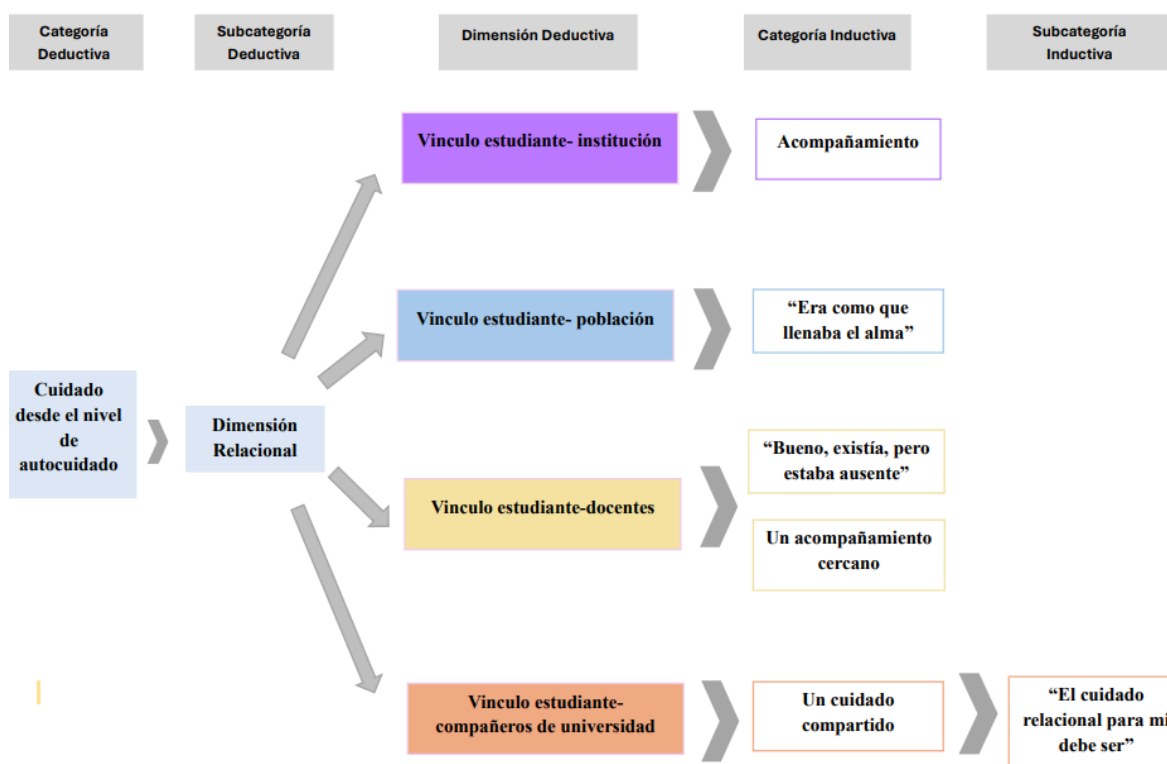 Categoría
Deductiva
Subcategoría
Deductiva
Dimensión Deductiva
Categoría Inductiva
Subcategoría
Inductiva
Vinculo estudiante- institución
Acompañamiento
Vinculo estudiante- población
“Era como que
llenaba el alma”
Cuidado
desde el nivel
de
autocuidado
Dimensión
Relacional
Vinculo estudiante-docentes
“Bueno, existía, pero
estaba ausente”
Un acompañamiento
cercano
Vinculo estudiante-
compañeros de universidad
Un cuidado
compartido
“El cuidado
relacional para mi
debe ser”